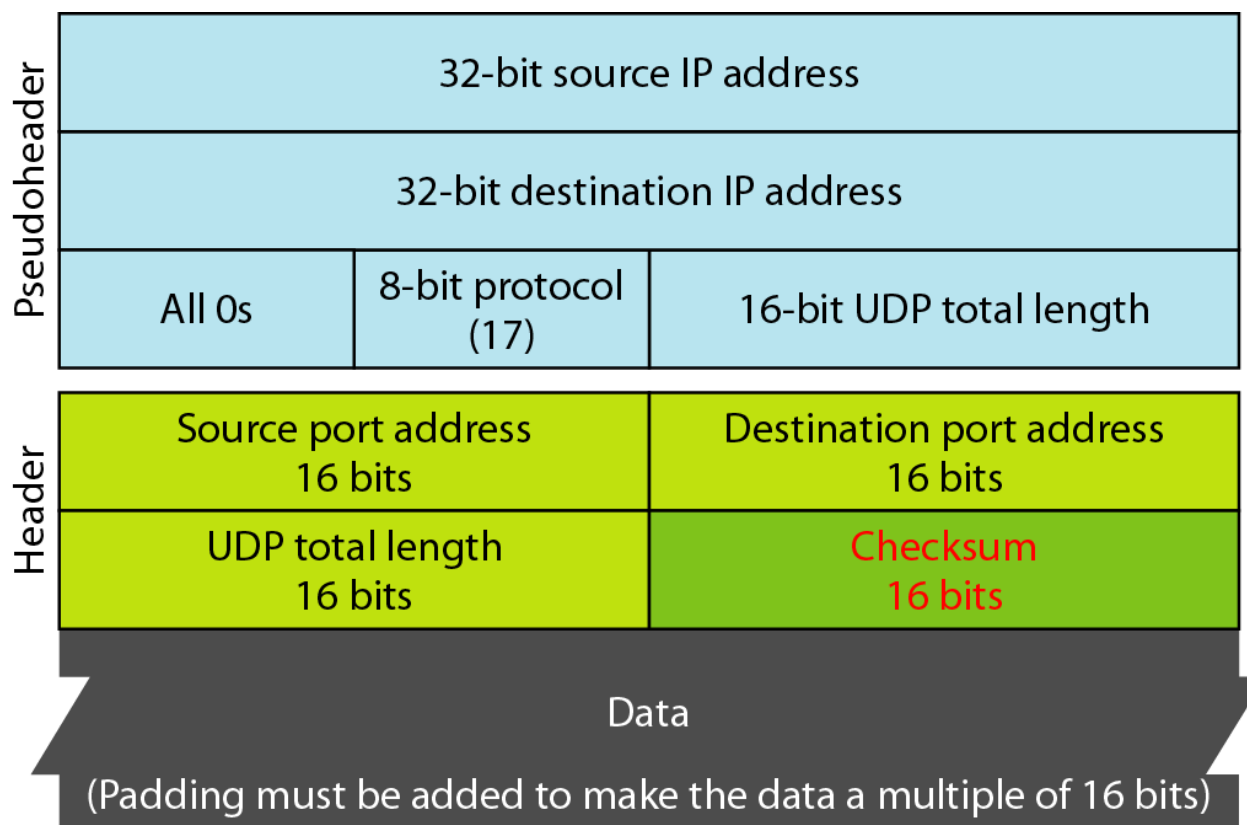 Pseudoheader
32-bit source IP address
32-bit destination IP address
All 0s
8-bit protocol
(17)
16-bit UDP total length
Header
Source port address
16 bits
Destination port address
16 bits
UDP total length
16 bits
Checksum
16 bits
Data
(Padding must be added to make the data a multiple of 16 bits)